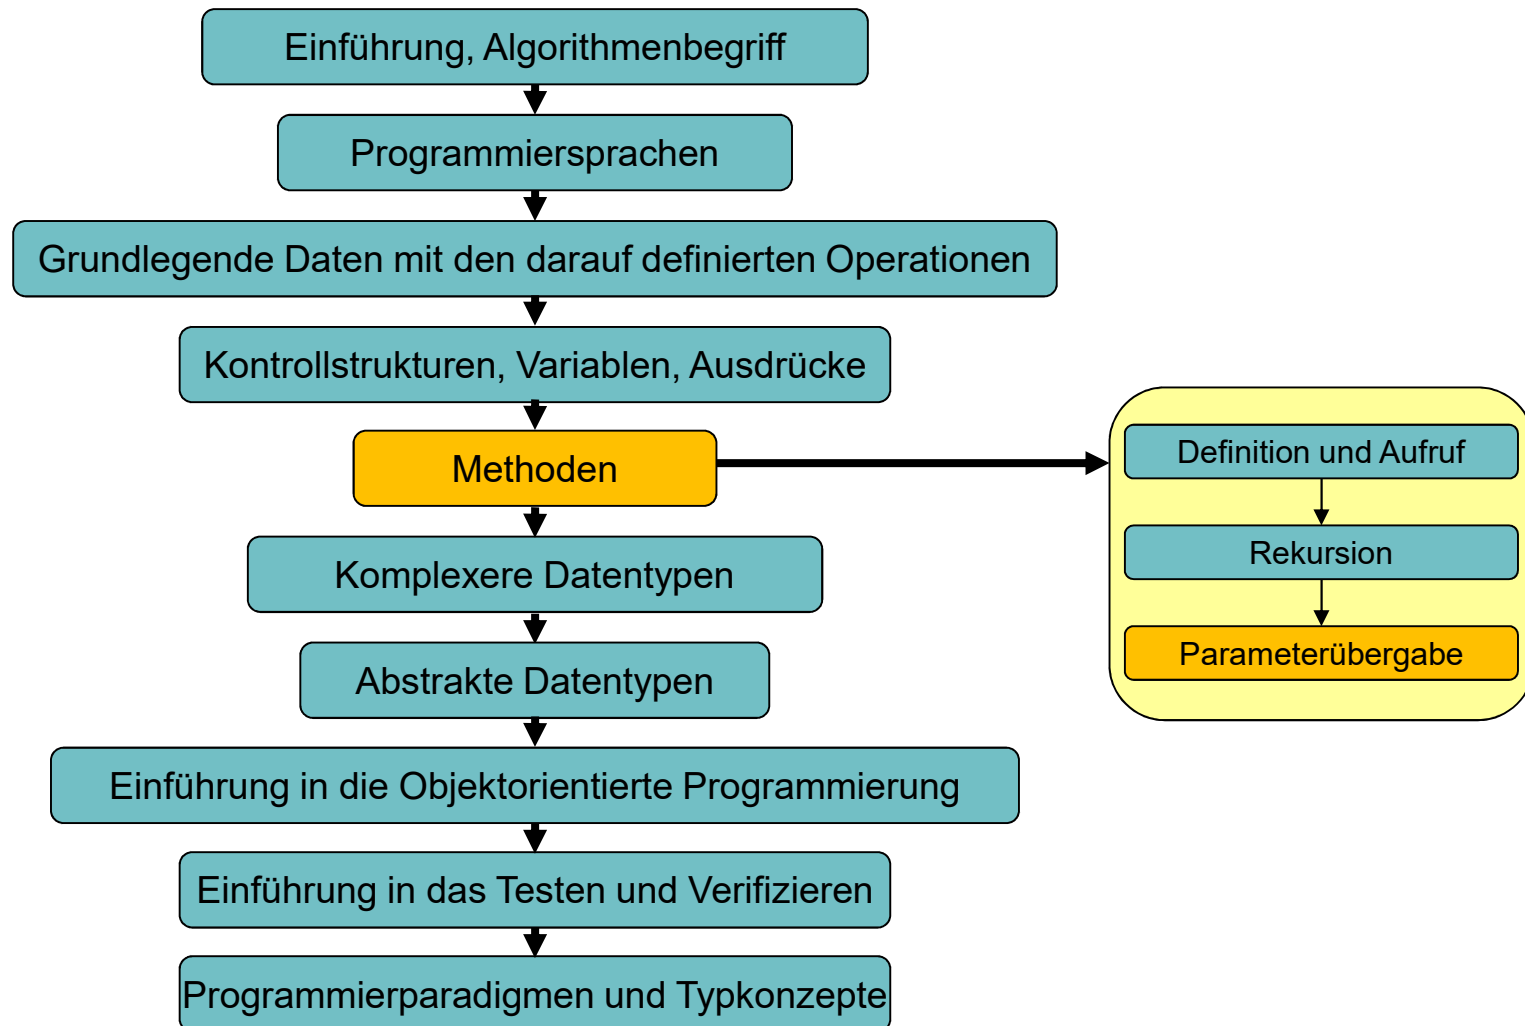 Einführung, Algorithmenbegriff
Programmiersprachen
Grundlegende Daten mit den darauf definierten Operationen
Kontrollstrukturen, Variablen, Ausdrücke
Methoden
Definition und Aufruf
Rekursion
Parameterübergabe
Komplexere Datentypen
Abstrakte Datentypen
Einführung in die Objektorientierte Programmierung
Einführung in das Testen und Verifizieren
Programmierparadigmen und Typkonzepte